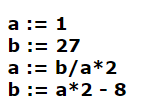 a := 1
b := 27
a := b/a*2
b := a*2 - 8